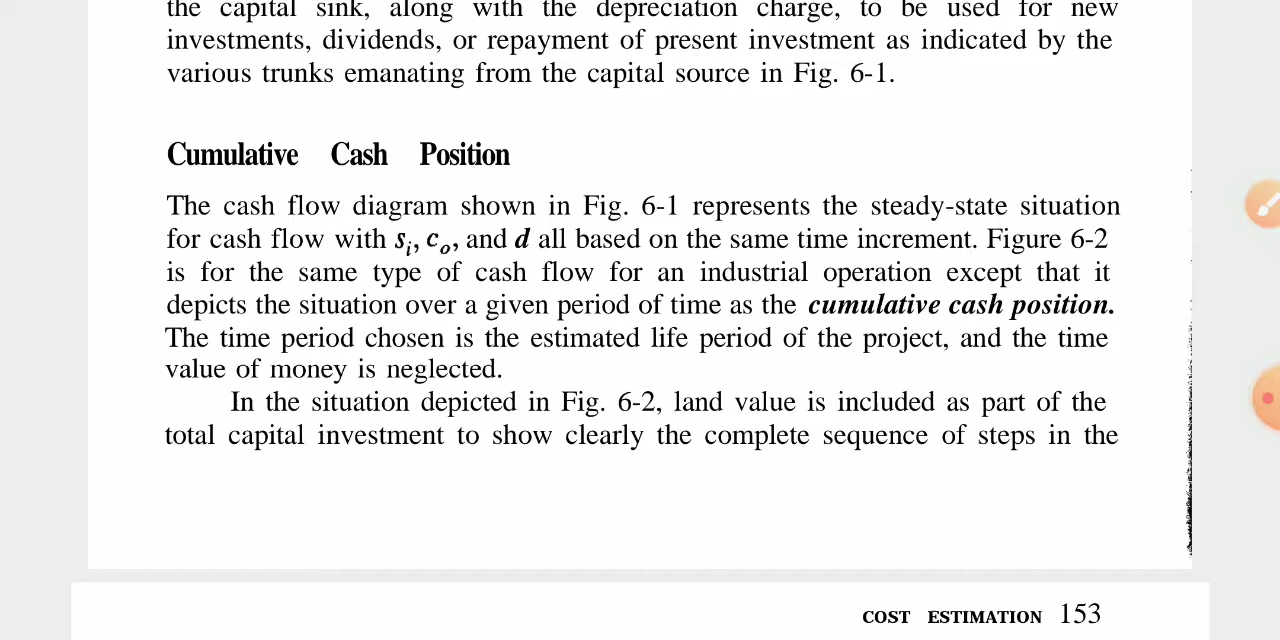 the capital sink, along with the depreciation charge, to be used for new
investments, dividends, or repayment of present investment as indicated by the
various trunks emanating from the capital source in Fig. 6-1.
Cumulative Cash Position
The cash flow diagram shown in Fig. 6-1 represents the steady-state situation
for cash flow with sᵢ, cₒ, and d all based on the same time increment. Figure 6-2
is for the same type of cash flow for an industrial operation except that it
depicts the situation over a given period of time as the cumulative cash position.
The time period chosen is the estimated life period of the project, and the time
value of money is neglected.
In the situation depicted in Fig. 6-2, land value is included as part of the
total capital investment to show clearly the complete sequence of steps in the
COST ESTIMATION 153